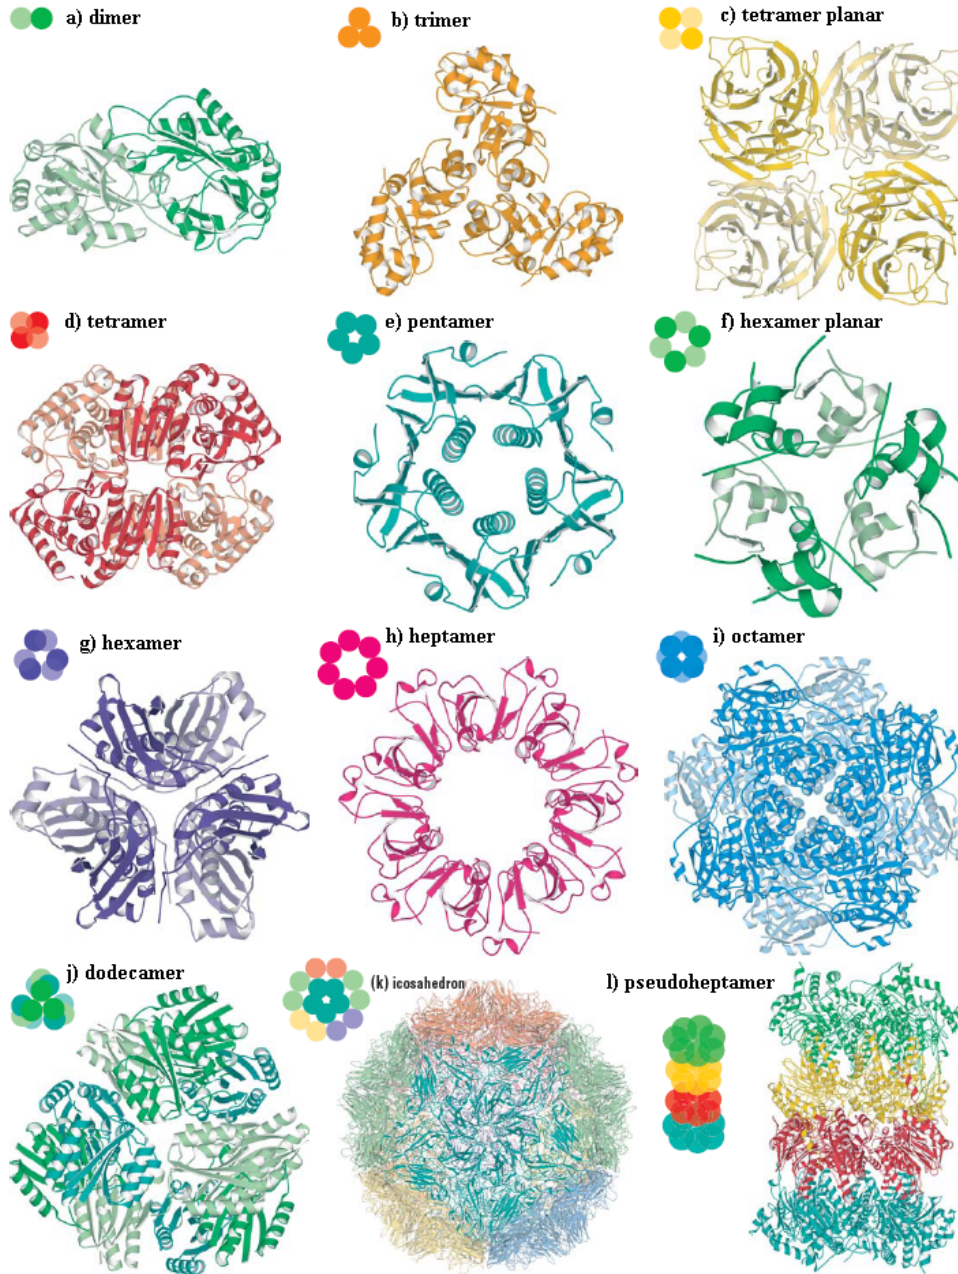 a) dimer
b) trimer
c) tetramer planar
d) tetramer
e) pentamer
f) hexamer planar
g) hexamer
h) heptamer
i) octamer
j) dodecamer
(k) icosahedron
l) pseudoheptamer